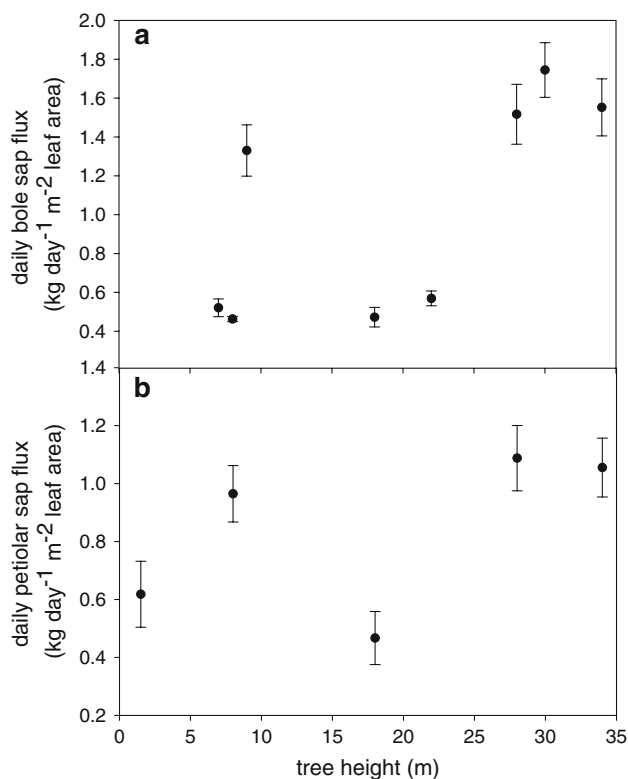 a
daily bole sap flux
(kg day-1 m-2 leaf area)
2.0
1.8
1.6
1.4
1.2
1.0
0.8
0.6
0.4
1.4
b
daily petiolar sap flux
(kg day-1 m-2 leaf area)
1.2
1.0
0.8
0.6
0.4
0.2
0 5 10 15 20 25 30 35
tree height (m)